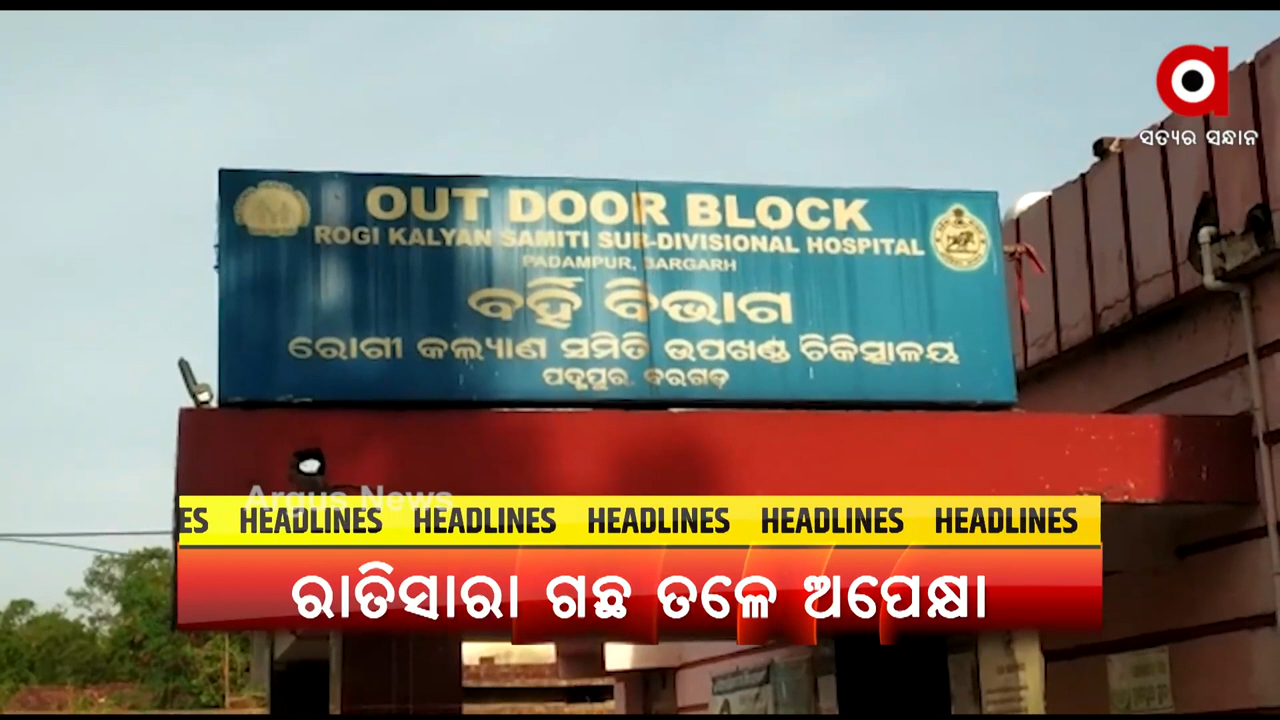 ସତ୍ୟର ସନ୍ଧାନ
OUT DOOR BLOCK
ROGI KALYAN SAMITI SUB-DIVISIONAL HOSPITAL
PADAMPUR, BARGARH
ବର୍ହି ବିଭାଗ
ରୋଗୀ କଲ୍ୟାଣ ସମିତି ଉପଖଣ୍ଡ ଚିକିତ୍ସାଳୟ
ପଦ୍ମପୁର, ବରଗଡ଼
Argus News
ES HEADLINES HEADLINES HEADLINES HEADLINES HEADLINES
ରାତିସାରା ଗଛ ତଳେ ଅପେକ୍ଷା